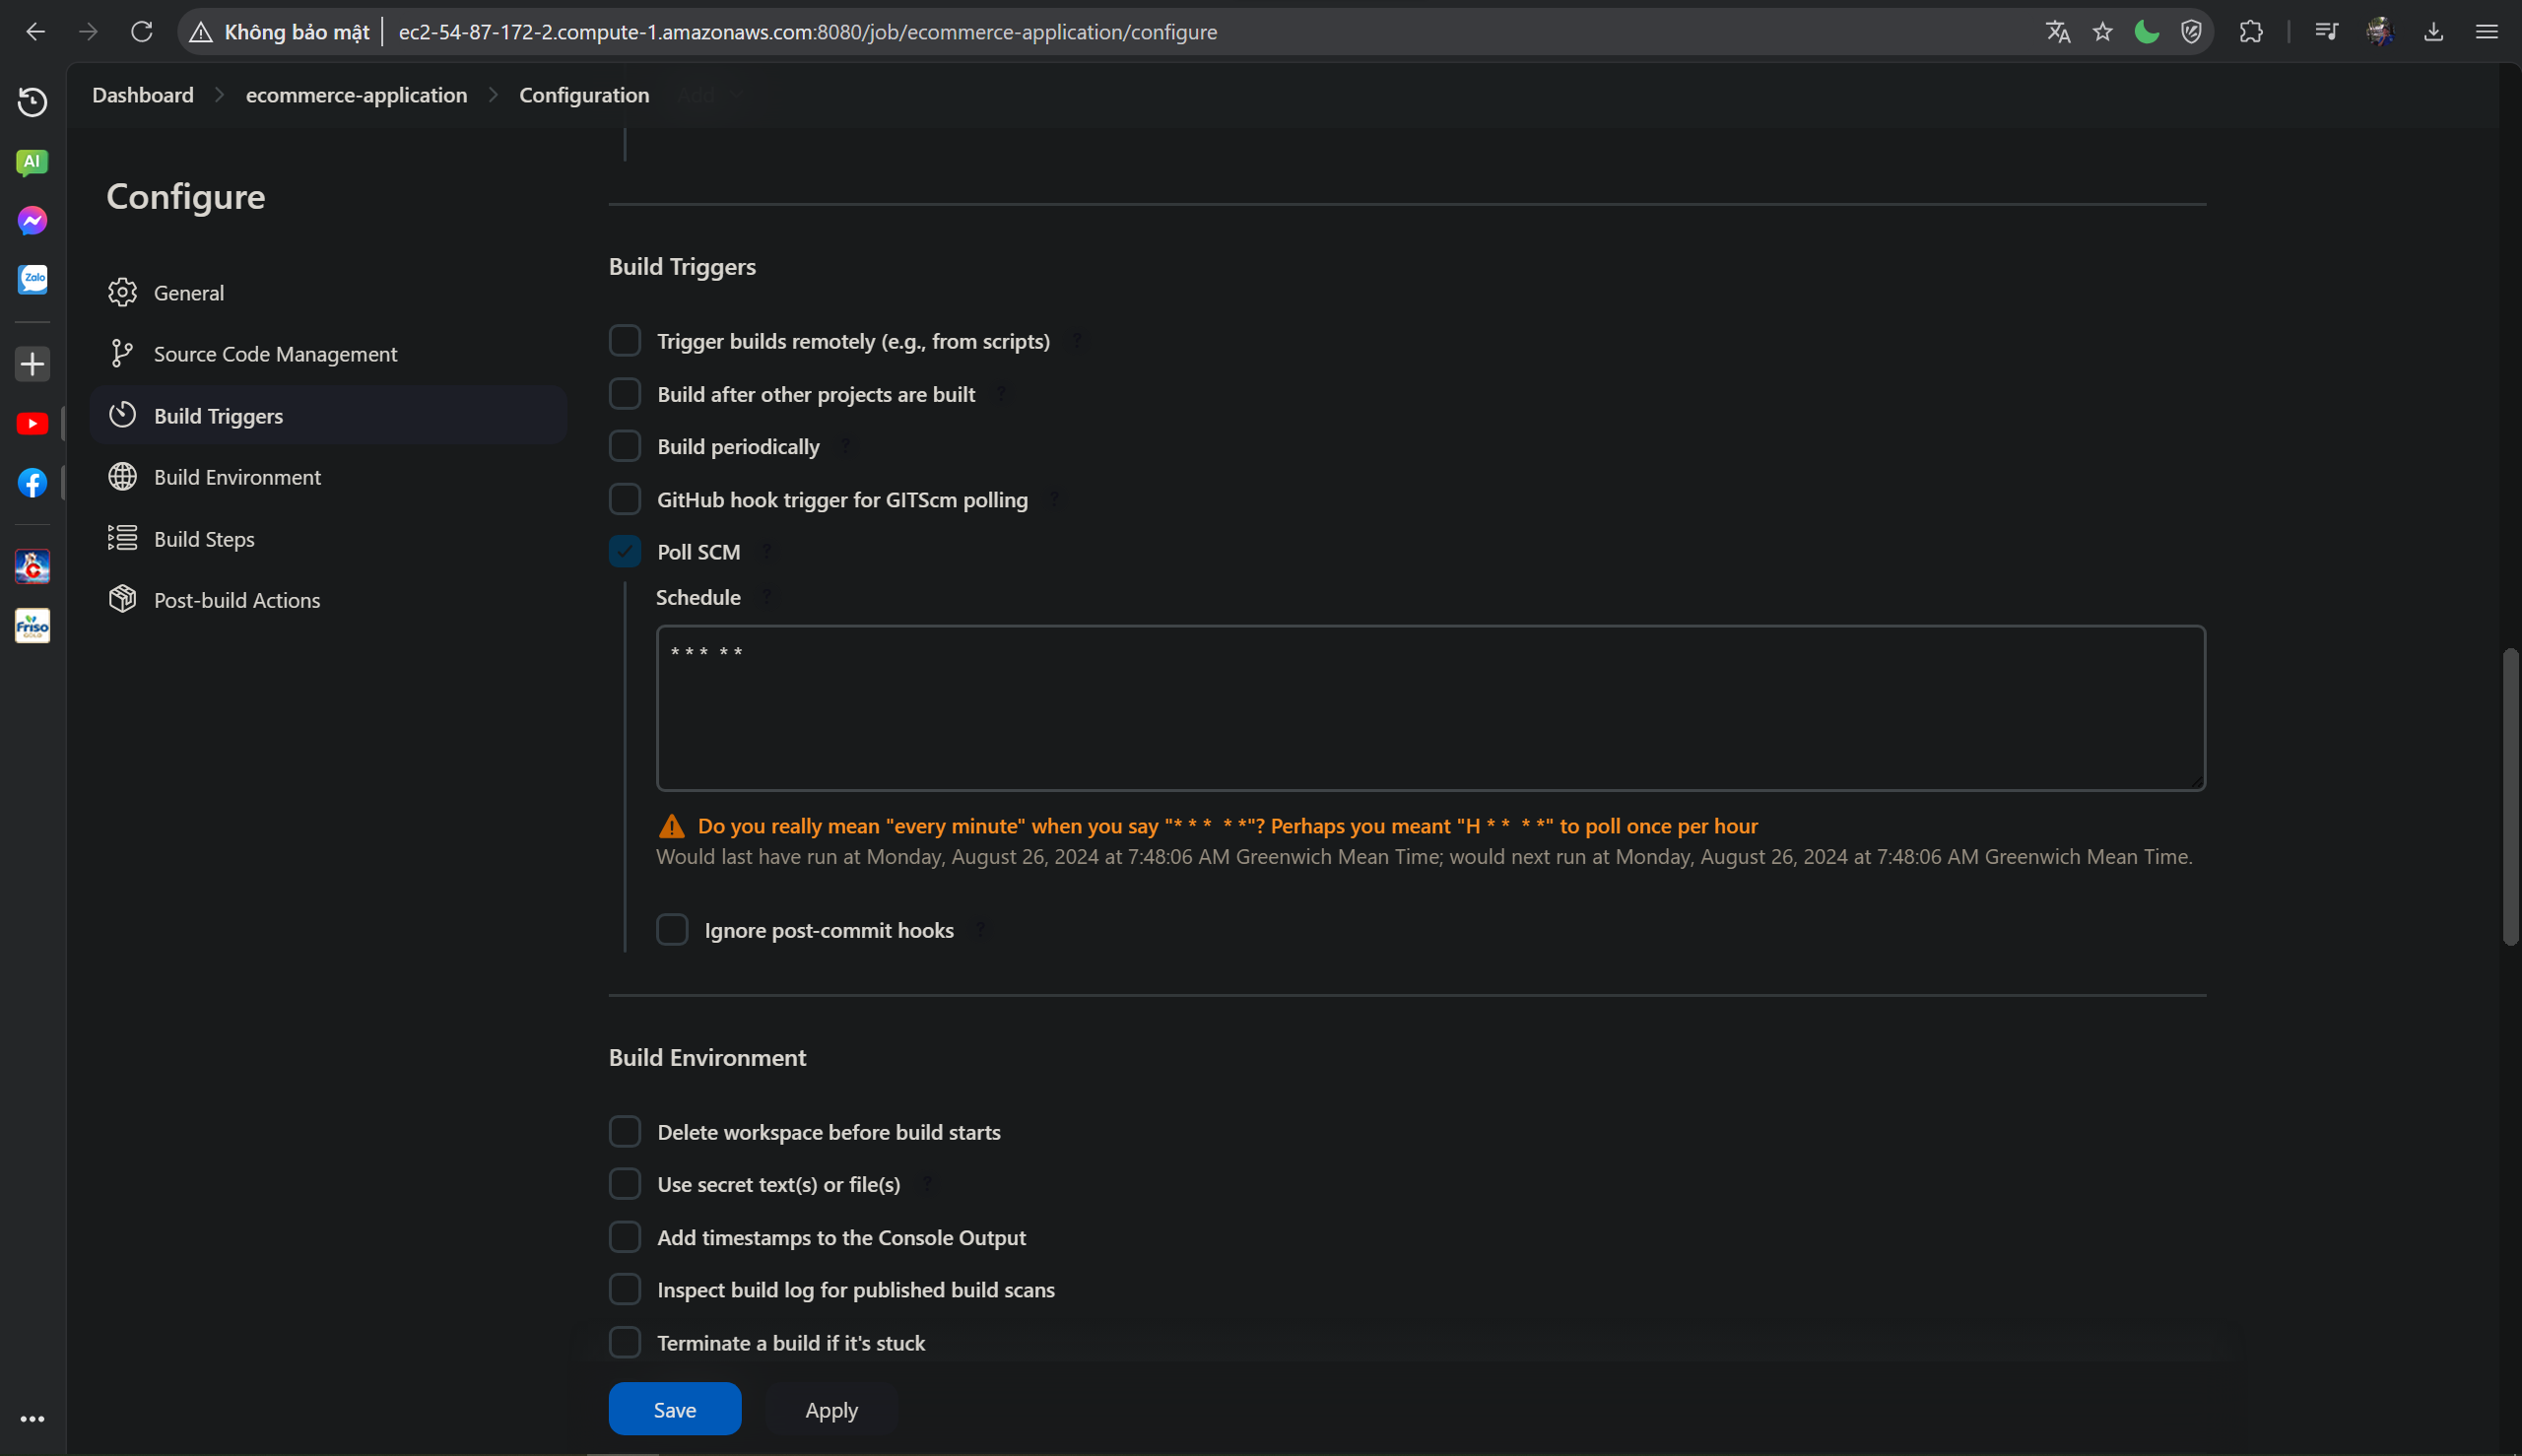 Không bảo mật ec2-54-87-172-2.compute-1.amazonaws.com:8080/job/ecommerce-application/configure
Dashboard ecommerce-application Configuration Add
AI
Zalo
Friso
GOLD
Configure
General
Source Code Management
Build Triggers
Build Environment
Build Steps
Post-build Actions
Build Triggers
Trigger builds remotely (e.g., from scripts) ?
Build after other projects are built ?
Build periodically ?
GitHub hook trigger for GITScm polling ?
Poll SCM ?
Schedule ?
* * *  * *
Do you really mean "every minute" when you say "* * *  * *"? Perhaps you meant "H * *  * *" to poll once per hour
Would last have run at Monday, August 26, 2024 at 7:48:06 AM Greenwich Mean Time; would next run at Monday, August 26, 2024 at 7:48:06 AM Greenwich Mean Time.
Ignore post-commit hooks ?
Build Environment
Delete workspace before build starts
Use secret text(s) or file(s) ?
Add timestamps to the Console Output
Inspect build log for published build scans
Terminate a build if it's stuck
Save Apply